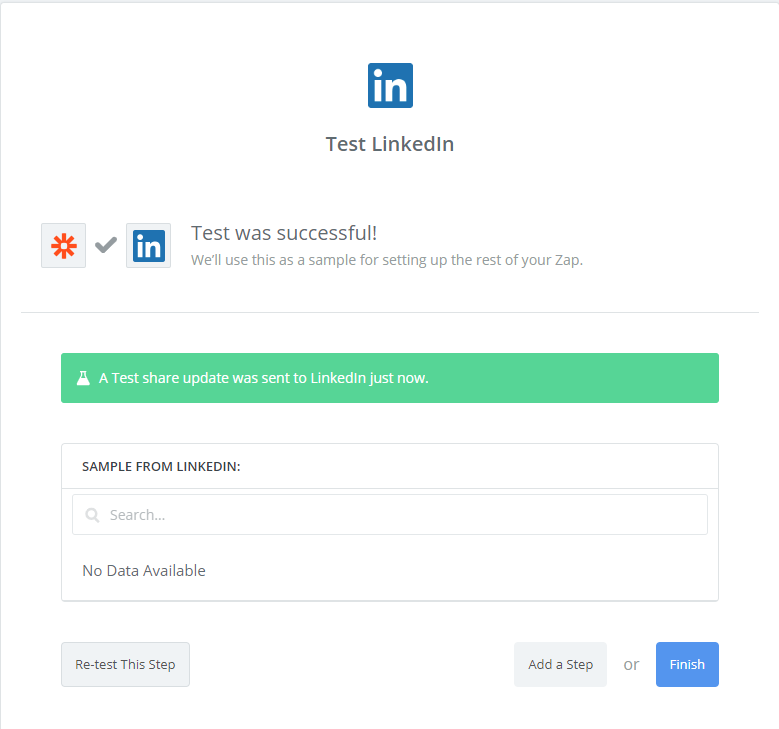 in
Test LinkedIn
in
Test was successful!
We'll use this as a sample for setting up the rest of your Zap.
A Test share update was sent to LinkedIn just now.
SAMPLE FROM LINKEDIN:
Search...
No Data Available
Re-test This Step
Add a Step
or
Finish